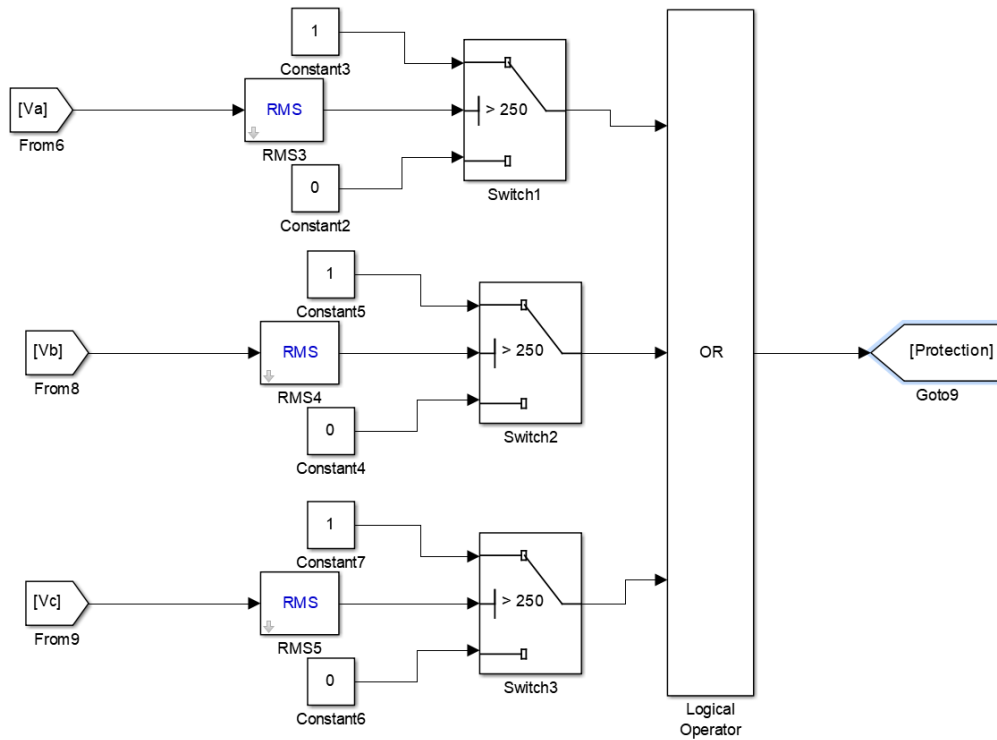 1
Constant3
[Va]
From6
RMS
RMS3
> 250
Switch1
0
Constant2
1
Constant5
[Vb]
From8
RMS
RMS4
> 250
Switch2
0
Constant4
1
Constant7
[Vc]
From9
RMS
RMS5
> 250
Switch3
0
Constant6
OR
Logical
Operator
[Protection]
Goto9